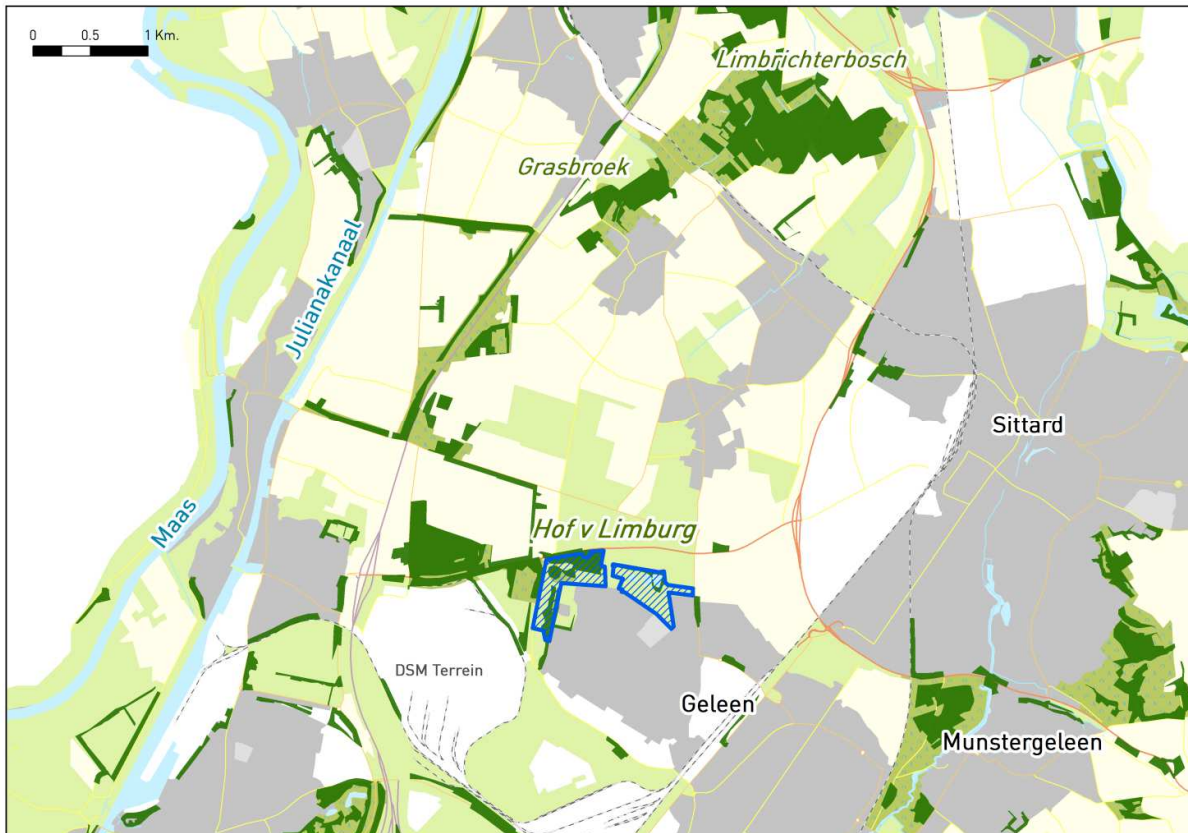 0 0.5 1 Km.
Limbrichterbosch
Grasbroek
Julianakanaal
Sittard
Maas
Hof v Limburg
DSM Terrein
Geleen
Munstergeleen